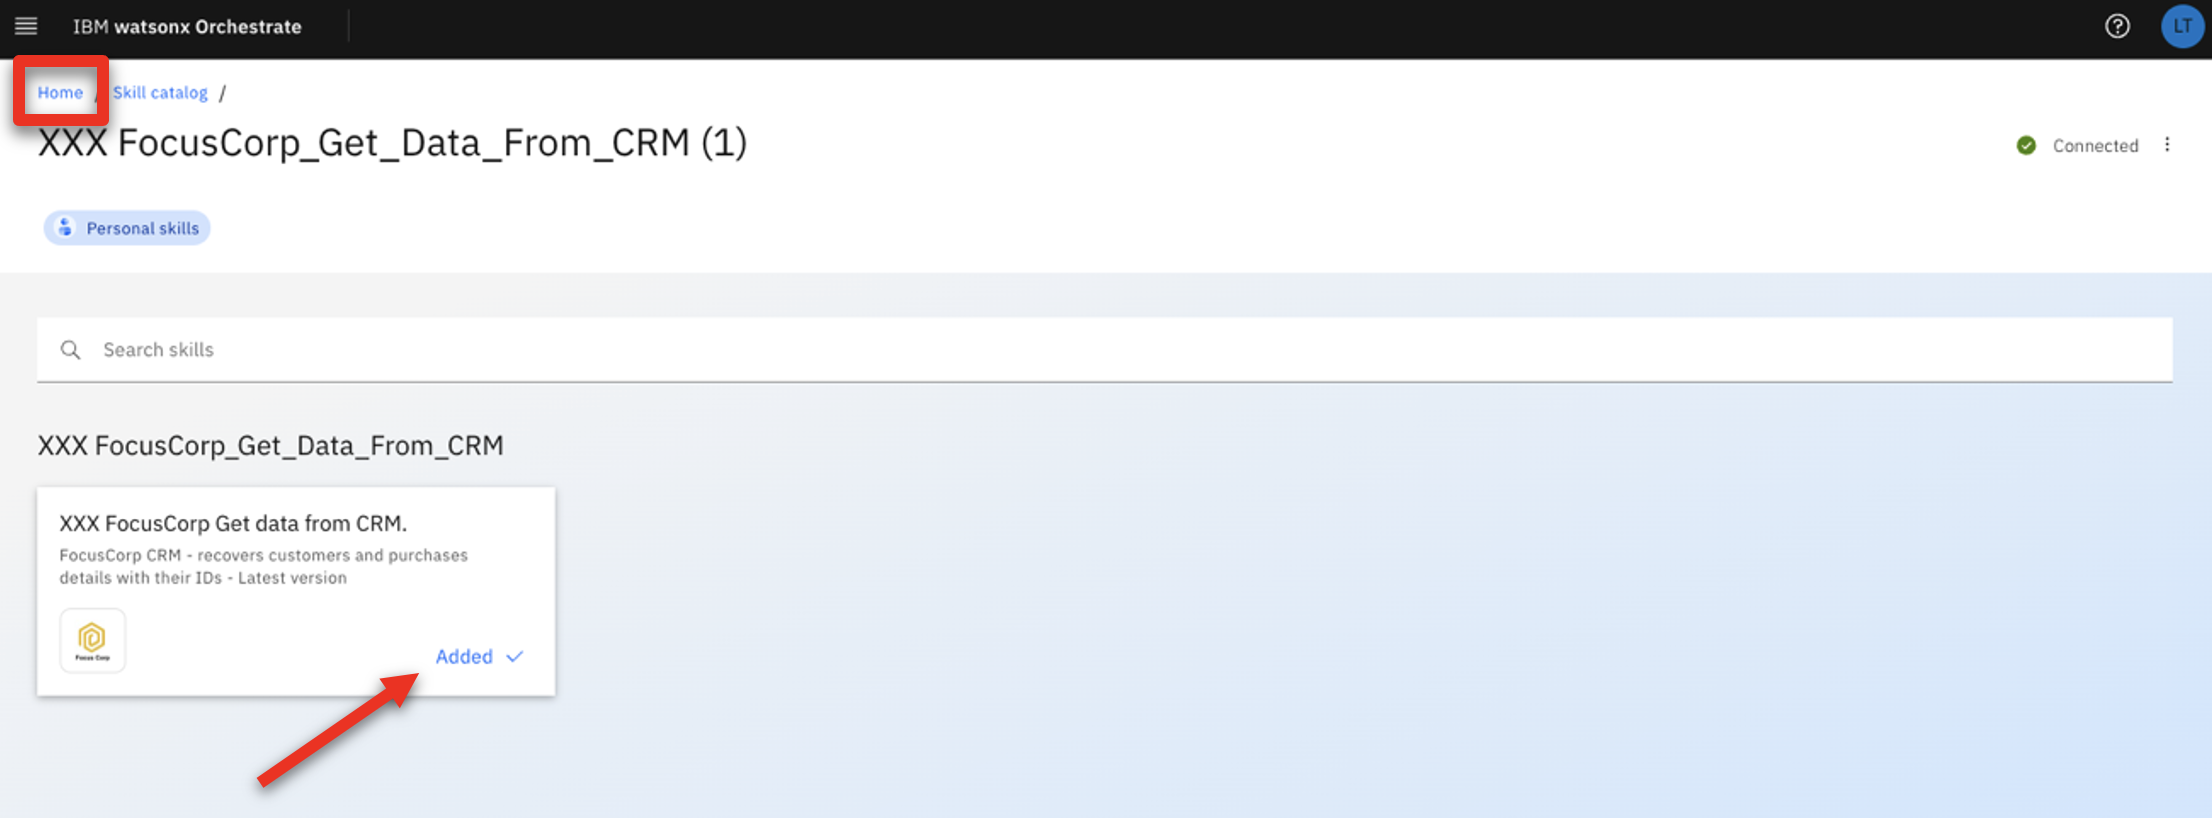 IBM watsonx Orchestrate
LT
Home / Skill catalog /
XXX FocusCorp_Get_Data_From_CRM (1)
Connected
Personal skills
Search skills
XXX FocusCorp_Get_Data_From_CRM
XXX FocusCorp Get data from CRM.
FocusCorp CRM - recovers customers and purchases
details with their IDs - Latest version
Focus Corp
Added